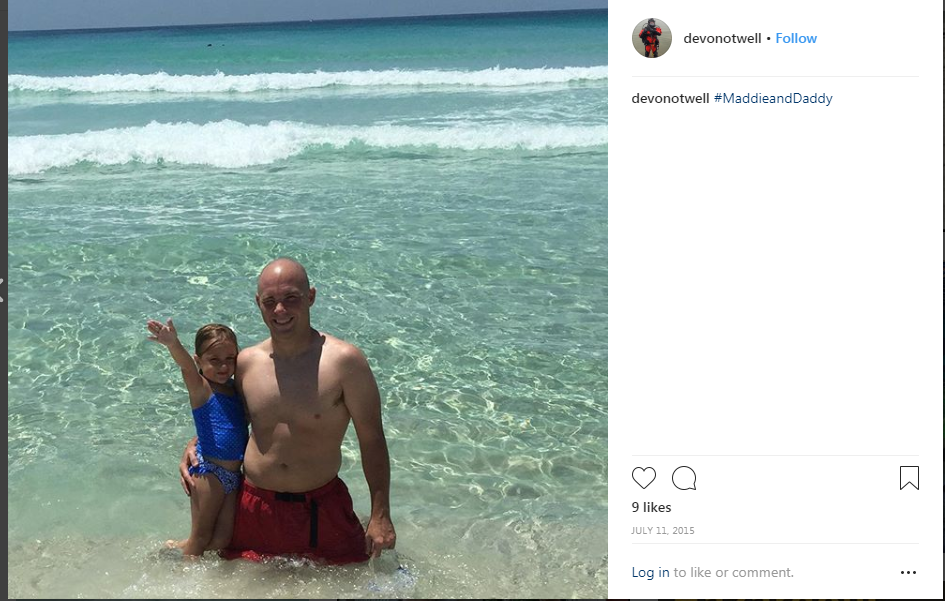 devonotwell • Follow
devonotwell #MaddieandDaddy
9 likes
JULY 11, 2015
Log in to like or comment.